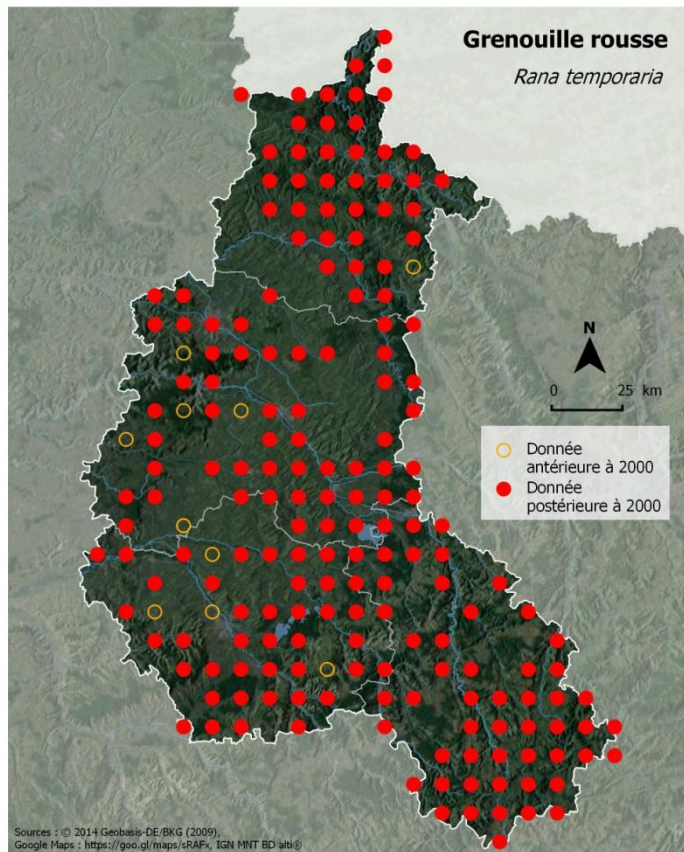 Grenouille rousse
Rana temporaria
N
0 25 km
Donnée
antérieure à 2000
Donnée
postérieure à 2000
Sources : © 2014 Geobasis-DE/BKG (2009),
Google Maps : https://goo.gl/maps/sRAFx, IGN MNT BD alti®